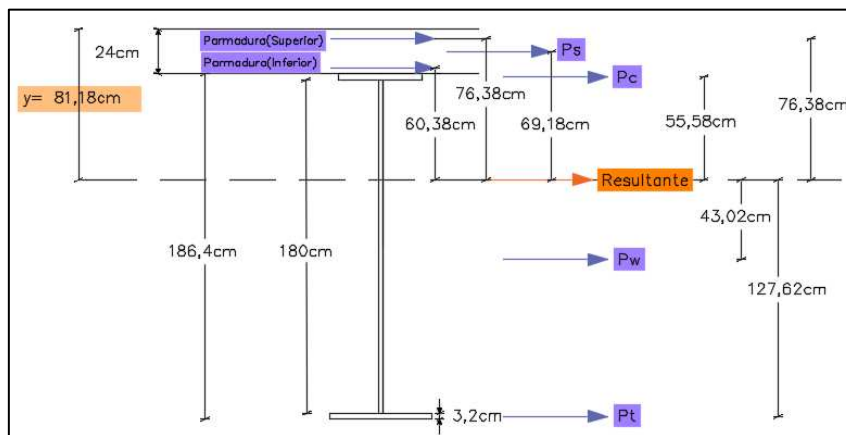 24cm
Parmadura(Superior)
Ps
Parmadura(Inferior)
Pc
y= 81,18cm
76,38cm
76,38cm
60,38cm
69,18cm
55,58cm
Resultante
43,02cm
186,4cm
180cm
Pw
127,62cm
3,2cm
Pt